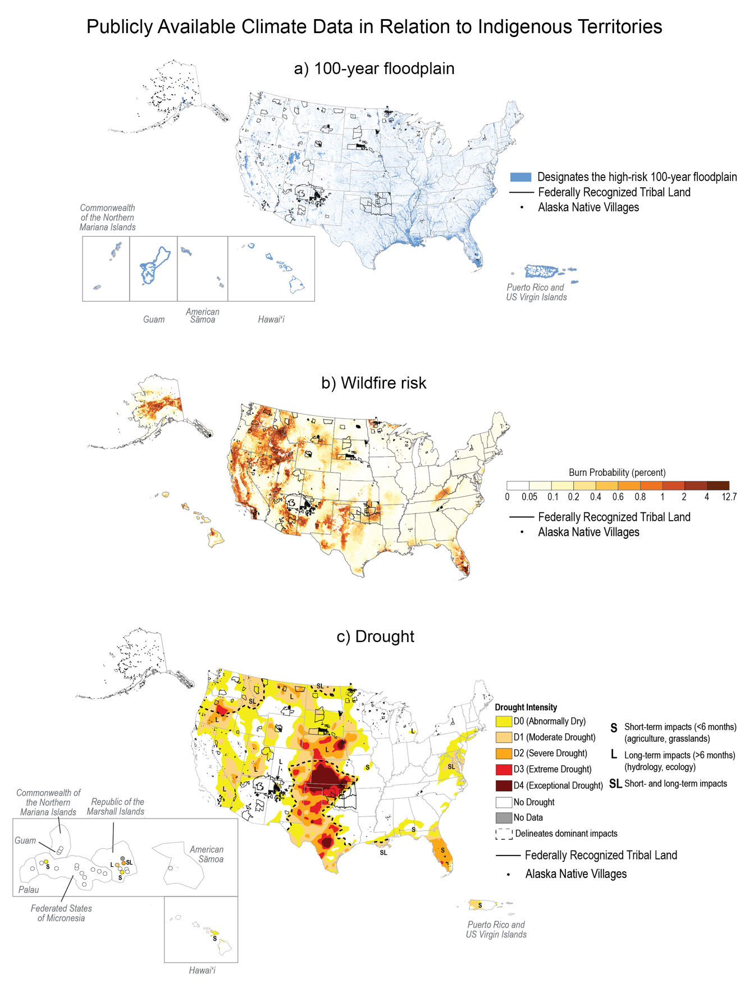 Publicly Available Climate Data in Relation to Indigenous Territories
a) 100-year floodplain
Designates the high-risk 100-year floodplain
Federally Recognized Tribal Land
Alaska Native Villages
Commonwealth
of the Northern
Mariana Islands
Guam
American
Sāmoa
Hawaiʻi
Puerto Rico and
US Virgin Islands
b) Wildfire risk
Burn Probability (percent)
0 0.05 0.1 0.2 0.4 0.6 0.8 1 2 4 12.7
Federally Recognized Tribal Land
Alaska Native Villages
c) Drought
SL
SL
L
L
L
L
L
L
L
S
SL
S
SL
S
Drought Intensity
D0 (Abnormally Dry)
D1 (Moderate Drought)
D2 (Severe Drought)
D3 (Extreme Drought)
D4 (Exceptional Drought)
No Drought
No Data
Delineates dominant impacts
S Short-term impacts (<6 months)
(agriculture, grasslands)
L Long-term impacts (>6 months)
(hydrology, ecology)
SL Short- and long-term impacts
Federally Recognized Tribal Land
Alaska Native Villages
Commonwealth of
the Northern
Mariana Islands
Republic of the
Marshall Islands
Guam
American
Sāmoa
S
L
SL
S
Palau
Federated States
of Micronesia
S
Hawaiʻi
S
Puerto Rico and
US Virgin Islands